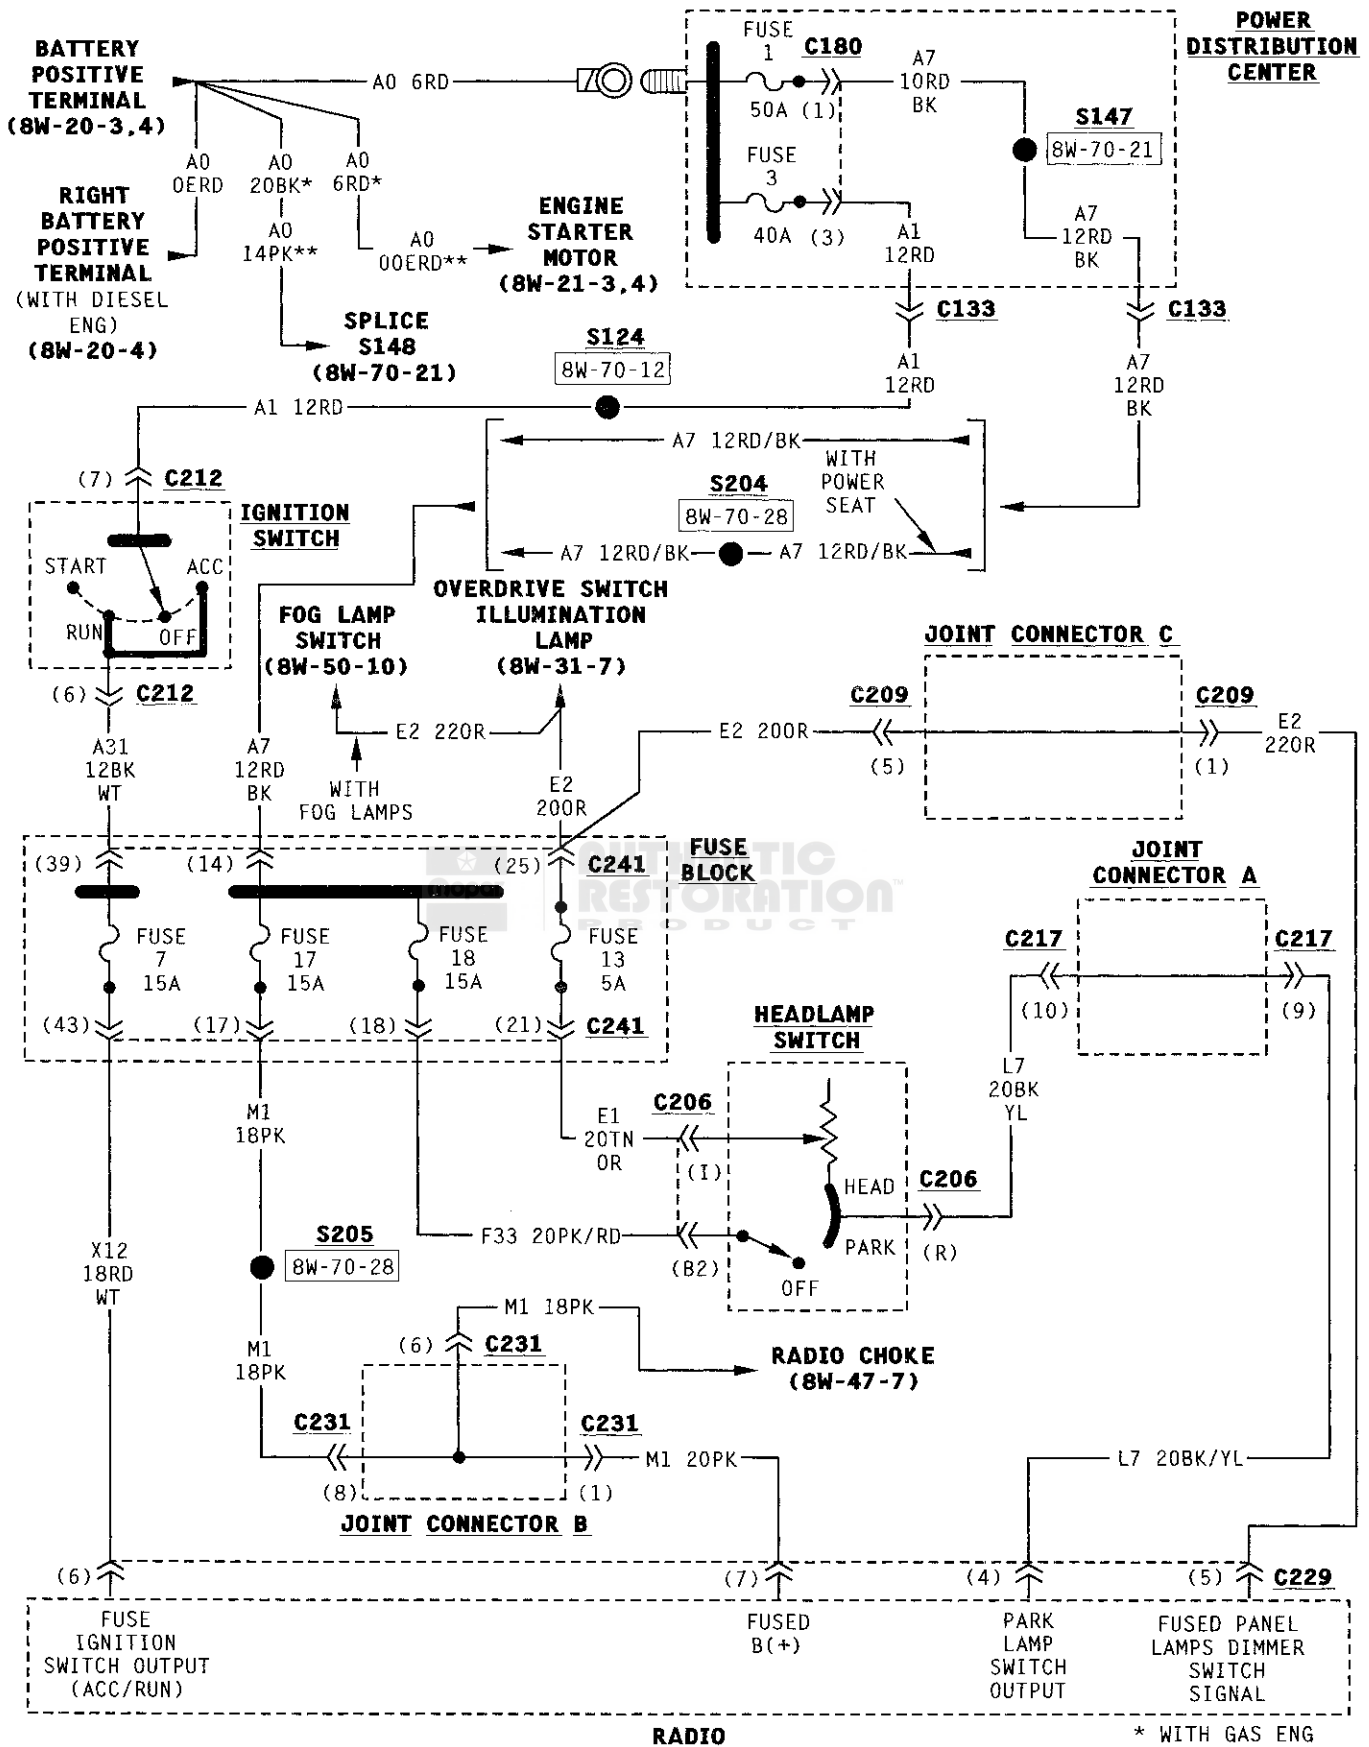 BATTERY
POSITIVE
TERMINAL
(8W-20-3,4)
A0 6RD
FUSE
1
C180
50A (1)
A7
10RD
BK
POWER
DISTRIBUTION
CENTER
S147
8W-70-21
A0
0ERD
A0
20BK*
A0
6RD*
FUSE
3
40A (3)
A7
12RD
BK
RIGHT
BATTERY
POSITIVE
TERMINAL
(WITH DIESEL
ENG)
(8W-20-4)
A0
14PK**
A0
00ERD**
ENGINE
STARTER
MOTOR
(8W-21-3,4)
A1
12RD
C133
C133
SPLICE
S148
(8W-70-21)
S124
8W-70-12
A1
12RD
A7
12RD
BK
A1 12RD
A7 12RD/BK
WITH
POWER
SEAT
(7)
C212
S204
8W-70-28
A7 12RD/BK
A7 12RD/BK
IGNITION
SWITCH
START
ACC
RUN
OFF
(6)
C212
FOG LAMP
SWITCH
(8W-50-10)
OVERDRIVE SWITCH
ILLUMINATION
LAMP
(8W-31-7)
JOINT CONNECTOR C
C209
C209
E2 22OR
E2 20OR
(5)
(1)
E2
22OR
A31
12BK
WT
A7
12RD
BK
WITH
FOG LAMPS
E2
20OR
(39)
(14)
(25)
C241
FUSE
BLOCK
mopar
AUTHENTIC
RESTORATION™
PRODUCT
JOINT
CONNECTOR A
FUSE
7
15A
FUSE
17
15A
FUSE
18
15A
FUSE
13
5A
C217
C217
(10)
(9)
(43)
(17)
(18)
(21)
C241
HEADLAMP
SWITCH
L7
20BK
YL
M1
18PK
E1
20TN
OR
C206
(I)
HEAD
C206
PARK
(R)
OFF
F33 20PK/RD
(B2)
X12
18RD
WT
S205
8W-70-28
M1
18PK
M1 18PK
(6)
C231
RADIO CHOKE
(8W-47-7)
C231
C231
(8)
(1)
M1 20PK
L7 20BK/YL
JOINT CONNECTOR B
(6)
(7)
(4)
(5)
C229
FUSE
IGNITION
SWITCH OUTPUT
(ACC/RUN)
FUSED
B(+)
PARK
LAMP
SWITCH
OUTPUT
FUSED PANEL
LAMPS DIMMER
SWITCH
SIGNAL
RADIO
* WITH GAS ENG